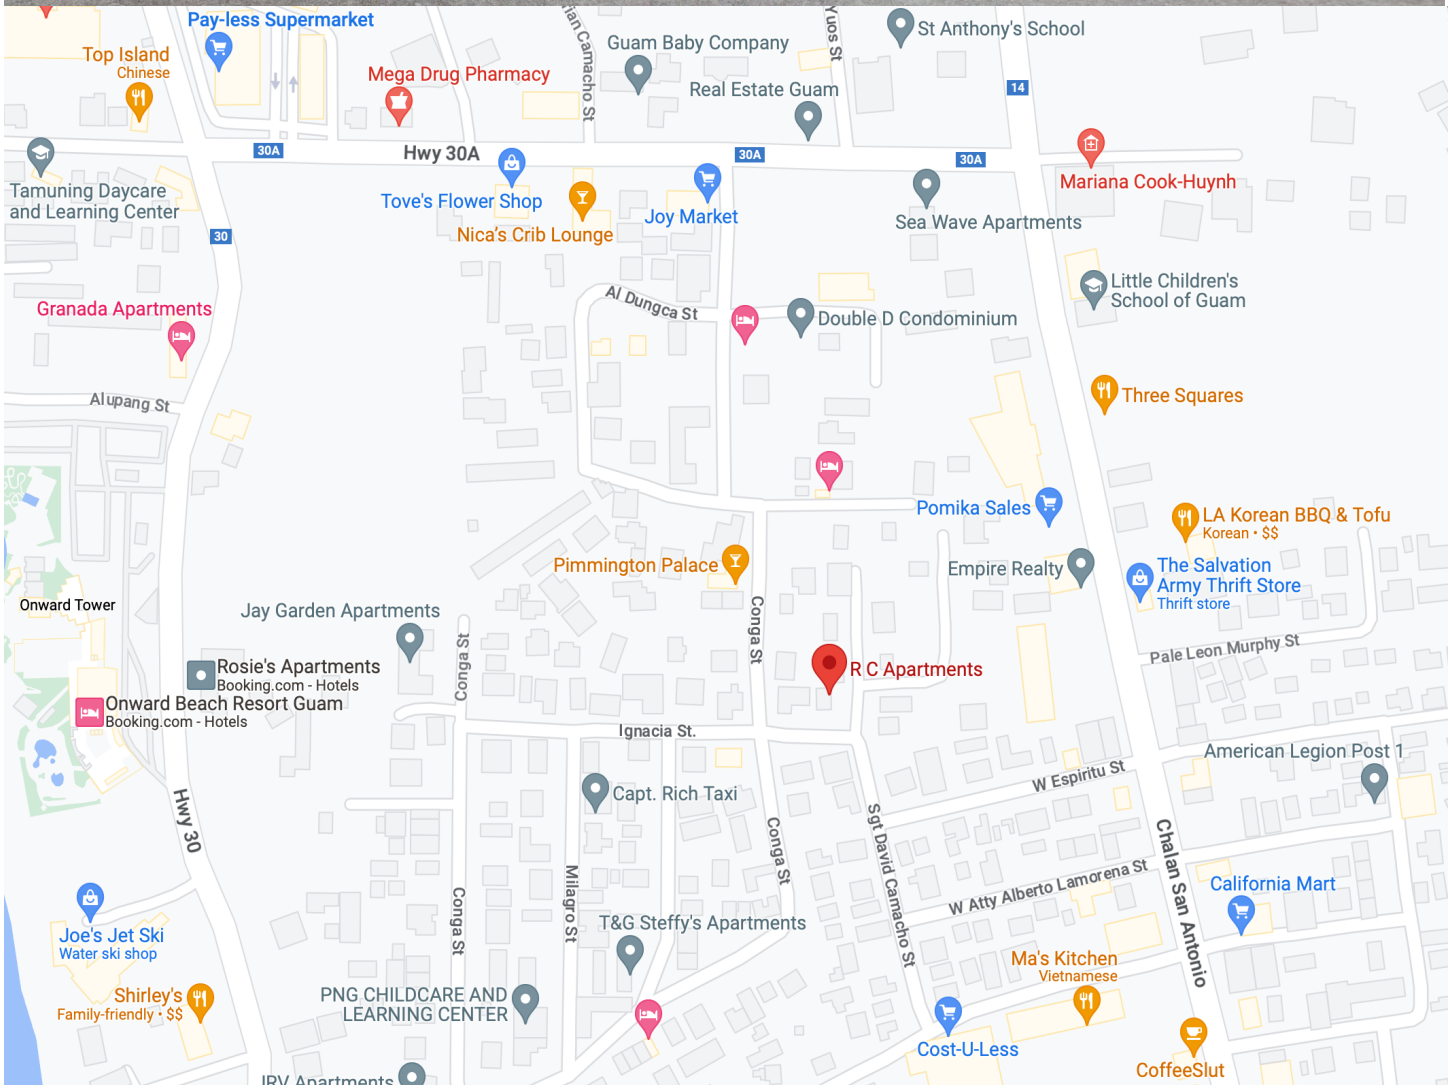 Pay-less Supermarket
Yuos St
St Anthony's School
Top Island
Chinese
Mega Drug Pharmacy
Camacho St
Guam Baby Company
Real Estate Guam
14
30A
Hwy 30A
30A
30A
Tamuning Daycare
and Learning Center
Tove's Flower Shop
Nica's Crib Lounge
Joy Market
Sea Wave Apartments
Mariana Cook-Huynh
30
Granada Apartments
Al Dungca St
Double D Condominium
Little Children's
School of Guam
Alupang St
Three Squares
Pomika Sales
LA Korean BBQ & Tofu
Korean • $$
Pimmington Palace
Empire Realty
The Salvation
Army Thrift Store
Thrift store
Onward Tower
Jay Garden Apartments
Conga St
Conga St
Pale Leon Murphy St
Rosie's Apartments
Booking.com - Hotels
R C Apartments
Onward Beach Resort Guam
Booking.com - Hotels
Ignacia St.
American Legion Post 1
W Espiritu St
Capt. Rich Taxi
Hwy 30
Conga St
Sgt David Camacho St
Chalan San Antonio
W Atty Alberto Lamorena St
California Mart
Conga St
Milagro St
T&G Steffy's Apartments
Joe's Jet Ski
Water ski shop
Ma's Kitchen
Vietnamese
Shirley's
Family-friendly • $$
PNG CHILDCARE AND
LEARNING CENTER
Cost-U-Less
CoffeeSlut
IRV Apartments